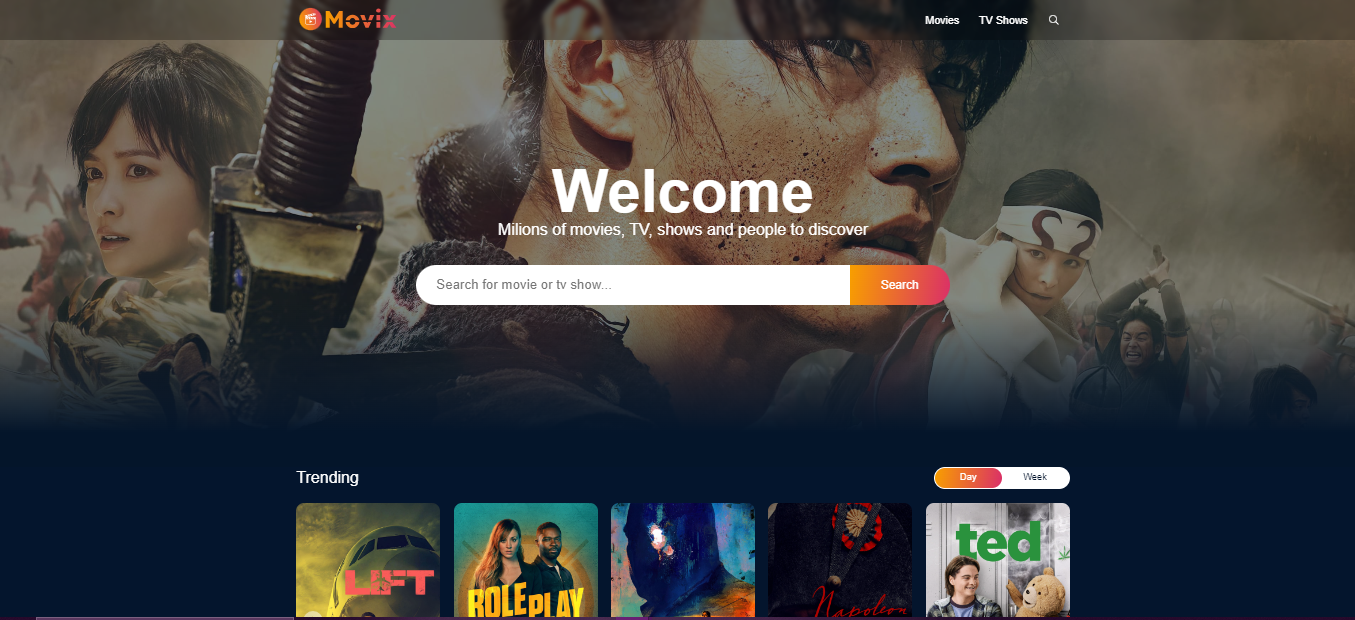 Movix
Movies
TV Shows
Welcome
Milions of movies, TV, shows and people to discover
Search for movie or tv show...
Search
Trending
Day
Week
LIFT
ROLE PLAY
Napoleon
ted